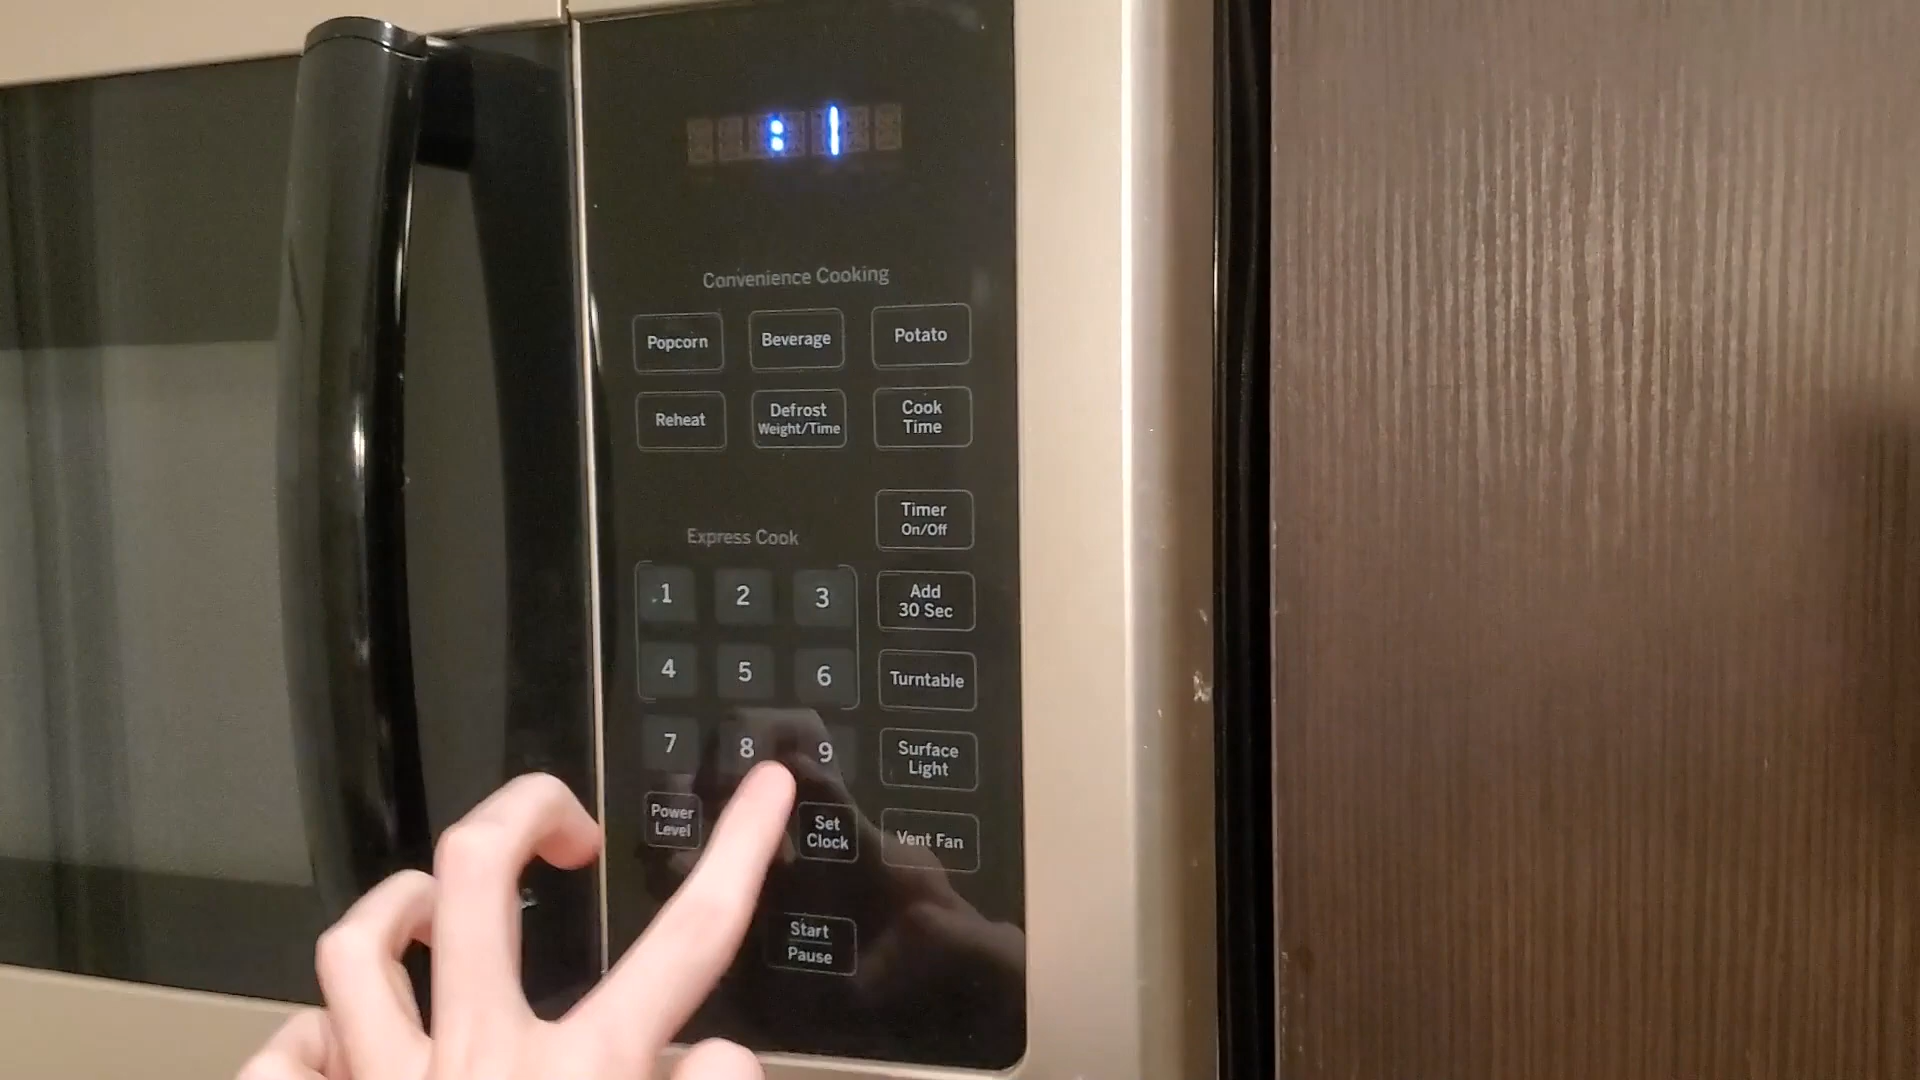 :1
Convenience Cooking
Popcorn
Beverage
Potato
Reheat
Defrost
Weight/Time
Cook
Time
Timer
On/Off
Express Cook
1 2 3
Add
30 Sec
4 5 6
Turntable
7 8 9
Surface
Light
Power
Level
Set
Clock
Vent Fan
Start
Pause